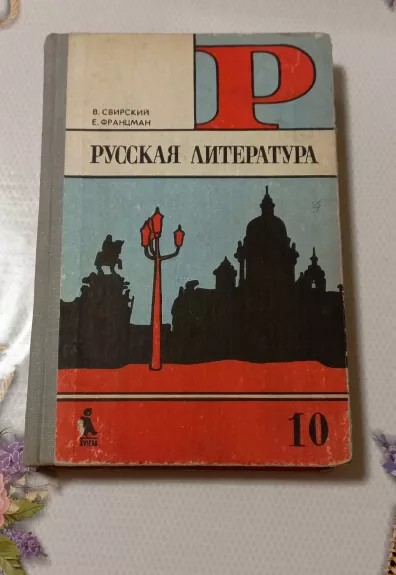 Р
В. СВИРСКИЙ
Е. ФРАНЦМАН
РУССКАЯ ЛИТЕРАТУРА
10